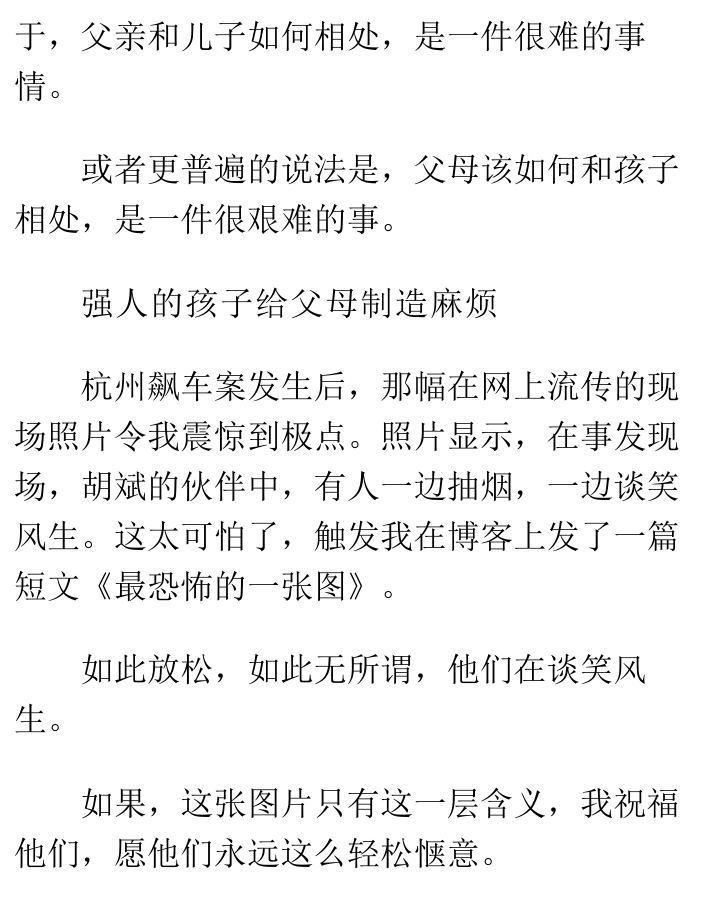 于，父亲和儿子如何相处，是一件很难的事
情。
或者更普遍的说法是，父母该如何和孩子
相处，是一件很艰难的事。
强人的孩子给父母制造麻烦
杭州飙车案发生后，那幅在网上流传的现
场照片令我震惊到极点。照片显示，在事发现
场，胡斌的伙伴中，有人一边抽烟，一边谈笑
风生。这太可怕了，触发我在博客上发了一篇
短文《最恐怖的一张图》。
如此放松，如此无所谓，他们在谈笑风
生。
如果，这张图片只有这一层含义，我祝福
他们，愿他们永远这么轻松惬意。